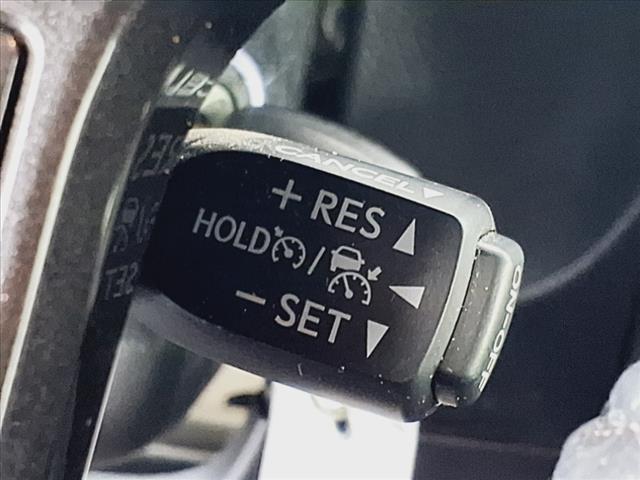 CANCEL
+ RES
HOLD /
- SET
ON-OFF